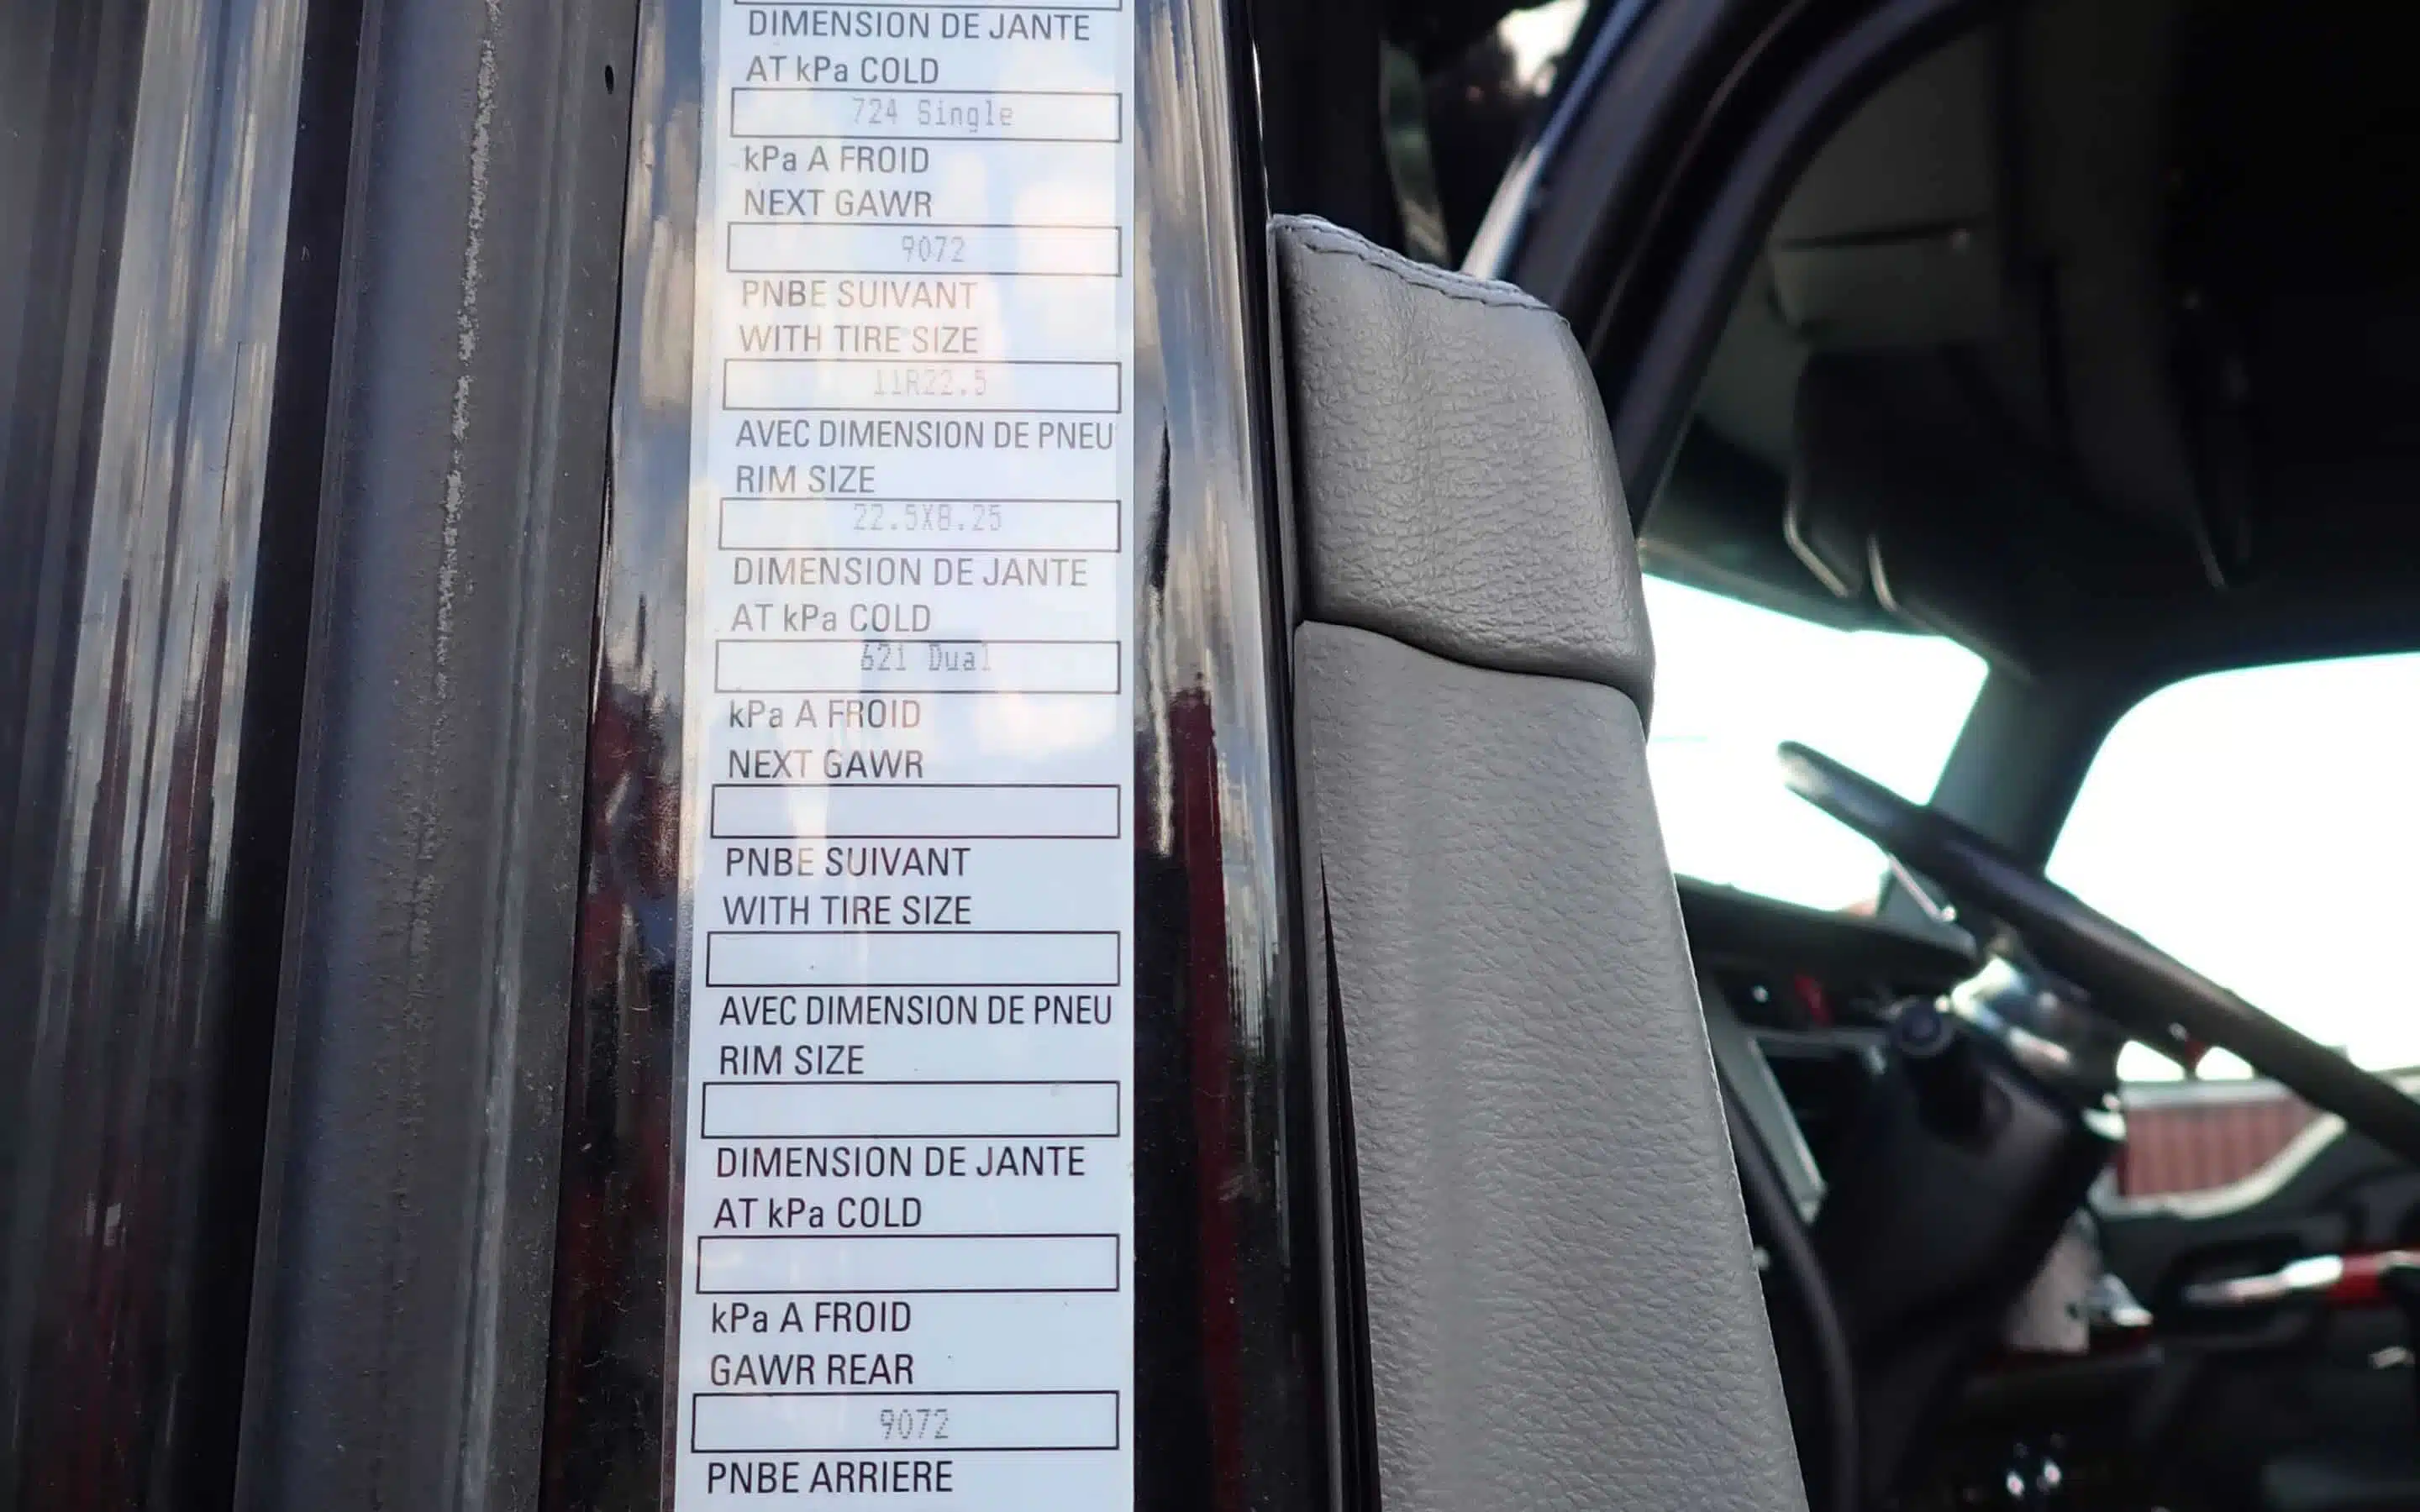 DIMENSION DE JANTE
AT kPa COLD
724 Single
kPa A FROID
NEXT GAWR
9072
PNBE SUIVANT
WITH TIRE SIZE
11R22.5
AVEC DIMENSION DE PNEU
RIM SIZE
22.5X8.25
DIMENSION DE JANTE
AT kPa COLD
621 Dual
kPa A FROID
NEXT GAWR
PNBE SUIVANT
WITH TIRE SIZE
AVEC DIMENSION DE PNEU
RIM SIZE
DIMENSION DE JANTE
AT kPa COLD
kPa A FROID
GAWR REAR
9072
PNBE ARRIERE